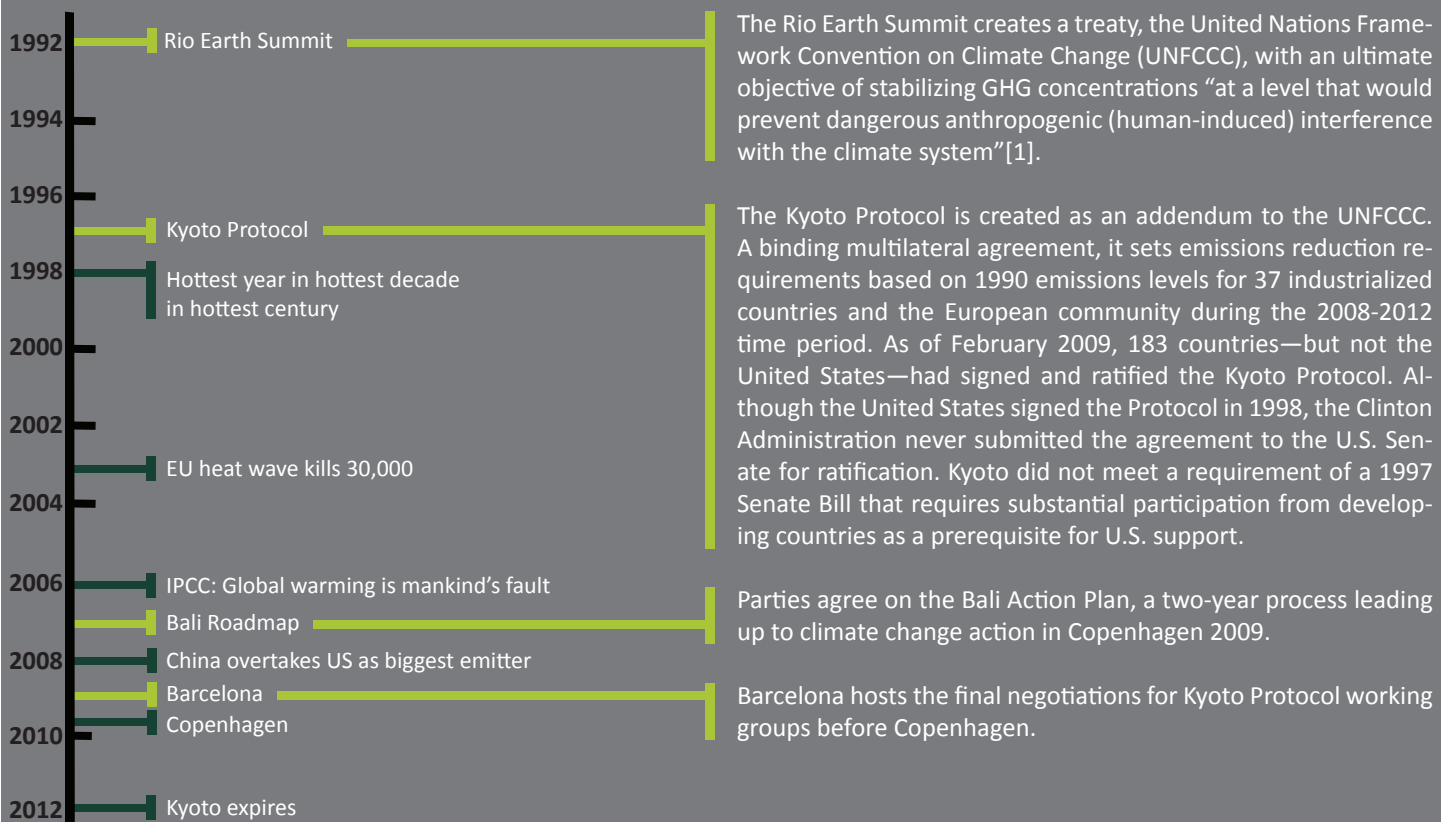 1992
Rio Earth Summit
The Rio Earth Summit creates a treaty, the United Nations Frame-
work Convention on Climate Change (UNFCCC), with an ultimate
objective of stabilizing GHG concentrations “at a level that would
prevent dangerous anthropogenic (human-induced) interference
with the climate system”[1].
1994
1996
Kyoto Protocol
The Kyoto Protocol is created as an addendum to the UNFCCC.
A binding multilateral agreement, it sets emissions reduction re-
quirements based on 1990 emissions levels for 37 industrialized
countries and the European community during the 2008-2012
time period. As of February 2009, 183 countries—but not the
United States—had signed and ratified the Kyoto Protocol. Al-
though the United States signed the Protocol in 1998, the Clinton
Administration never submitted the agreement to the U.S. Sen-
ate for ratification. Kyoto did not meet a requirement of a 1997
Senate Bill that requires substantial participation from develop-
ing countries as a prerequisite for U.S. support.
1998
Hottest year in hottest decade
in hottest century
2000
2002
EU heat wave kills 30,000
2004
2006
IPCC: Global warming is mankind’s fault
Bali Roadmap
Parties agree on the Bali Action Plan, a two-year process leading
up to climate change action in Copenhagen 2009.
2008
China overtakes US as biggest emitter
Barcelona
Barcelona hosts the final negotiations for Kyoto Protocol working
groups before Copenhagen.
Copenhagen
2010
2012
Kyoto expires